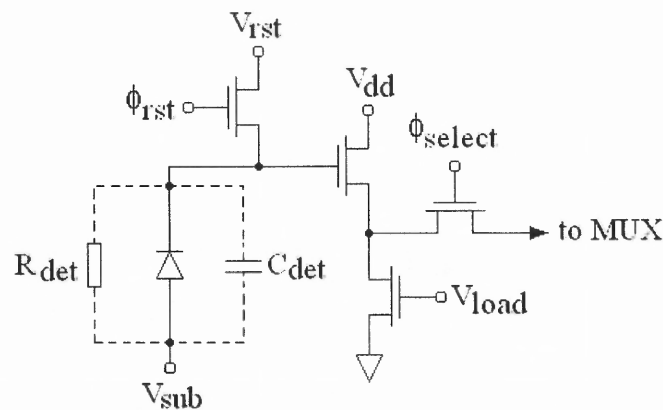 Vrst
ϕrst
Vdd
ϕselect
to MUX
Rdet
Cdet
Vload
Vsub